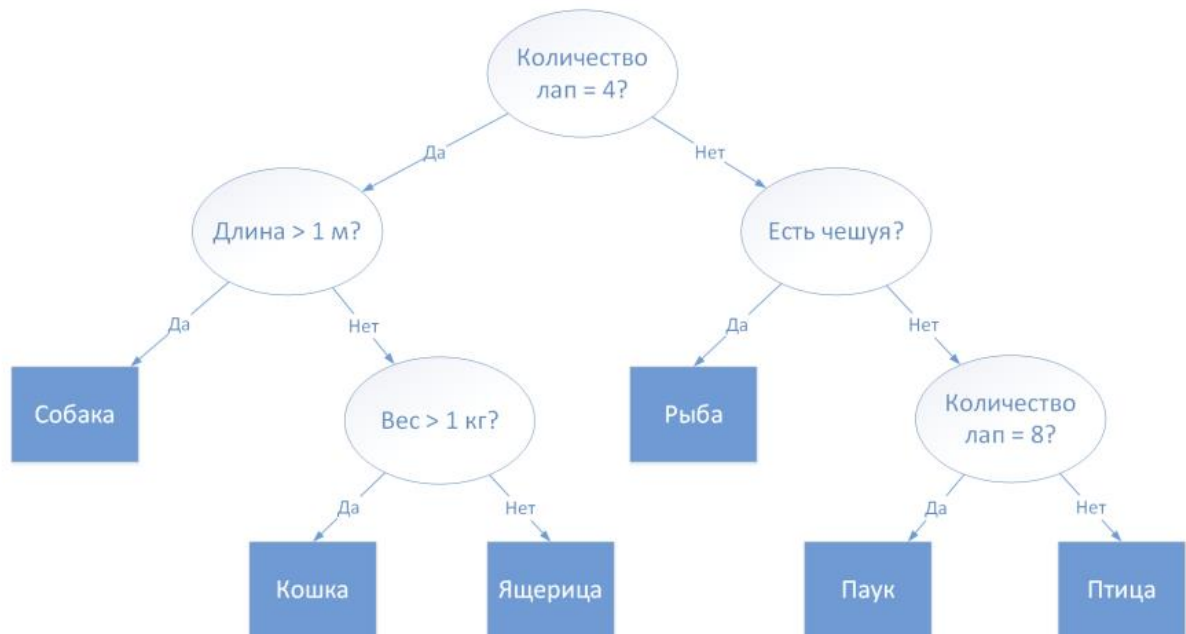 Количество
лап = 4?
Да
Нет
Длина > 1 м?
Есть чешуя?
Да
Нет
Да
Нет
Собака
Вес > 1 кг?
Рыба
Количество
лап = 8?
Да
Нет
Да
Нет
Кошка
Ящерица
Паук
Птица